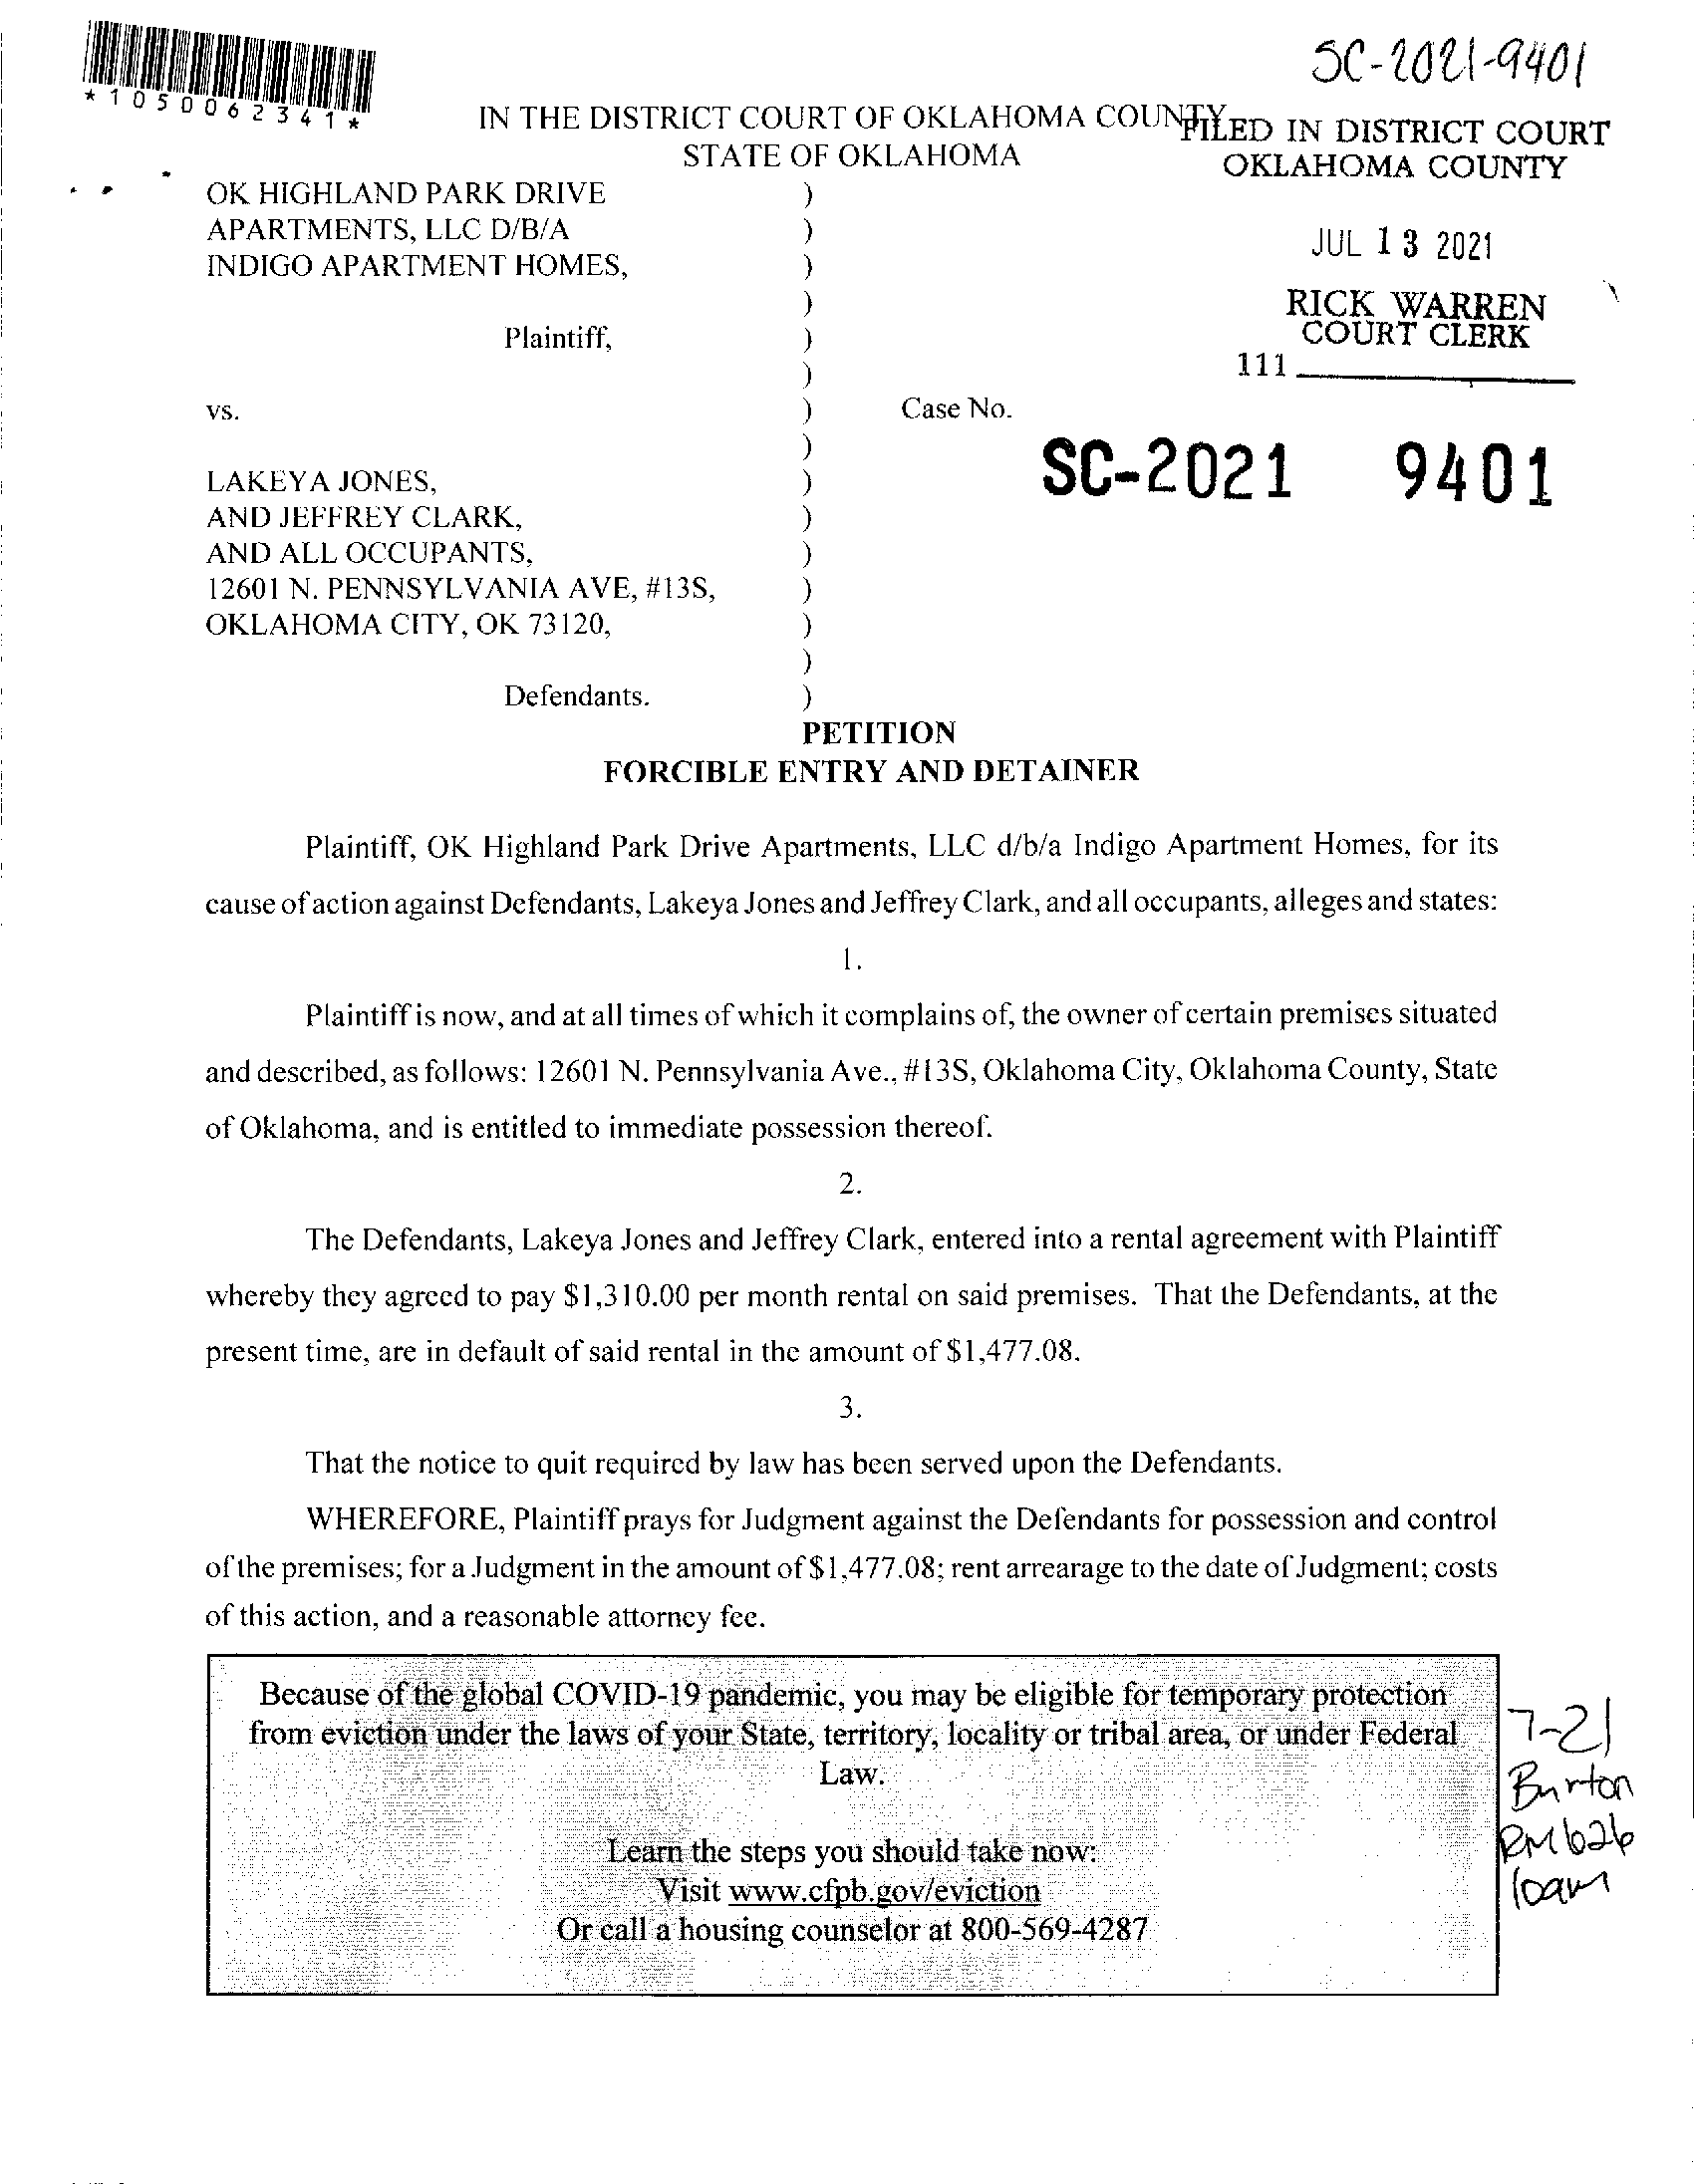 SC-2021-9401
*1050062341*
IN THE DISTRICT COURT OF OKLAHOMA COUNTY
STATE OF OKLAHOMA
FILED IN DISTRICT COURT
OKLAHOMA COUNTY
JUL 13 2021
RICK WARREN
COURT CLERK
111
OK HIGHLAND PARK DRIVE )
APARTMENTS, LLC D/B/A )
INDIGO APARTMENT HOMES, )
)
Plaintiff, )
)
vs. ) Case No.
)
SC-2021 9401
LAKEYA JONES, )
AND JEFFREY CLARK, )
AND ALL OCCUPANTS, )
12601 N. PENNSYLVANIA AVE, #13S, )
OKLAHOMA CITY, OK 73120, )
)
Defendants. )
PETITION
FORCIBLE ENTRY AND DETAINER
Plaintiff, OK Highland Park Drive Apartments, LLC d/b/a Indigo Apartment Homes, for its
cause of action against Defendants, Lakeya Jones and Jeffrey Clark, and all occupants, alleges and states:
1.
Plaintiff is now, and at all times of which it complains of, the owner of certain premises situated
and described, as follows: 12601 N. Pennsylvania Ave., #13S, Oklahoma City, Oklahoma County, State
of Oklahoma, and is entitled to immediate possession thereof.
2.
The Defendants, Lakeya Jones and Jeffrey Clark, entered into a rental agreement with Plaintiff
whereby they agreed to pay $1,310.00 per month rental on said premises. That the Defendants, at the
present time, are in default of said rental in the amount of $1,477.08.
3.
That the notice to quit required by law has been served upon the Defendants.
WHEREFORE, Plaintiff prays for Judgment against the Defendants for possession and control
of the premises; for a Judgment in the amount of $1,477.08; rent arrearage to the date of Judgment; costs
of this action, and a reasonable attorney fee.
Because of the global COVID-19 pandemic, you may be eligible for temporary protection
from eviction under the laws of your State, territory, locality or tribal area, or under Federal
Law.
Learn the steps you should take now:
Visit www.cfpb.gov/eviction
Or call a housing counselor at 800-569-4287
7-21
Burton
RM626
10am